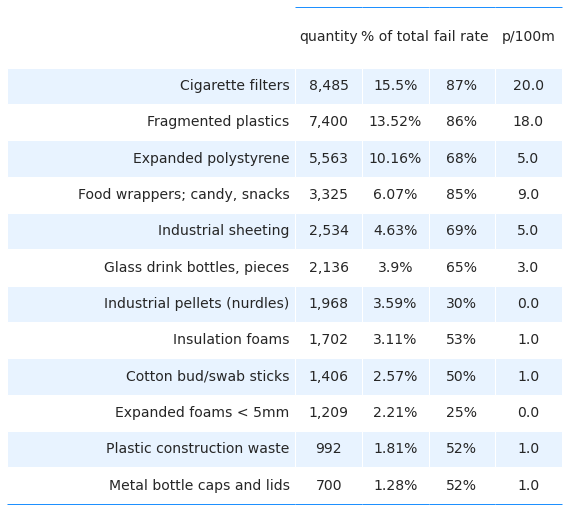 quantity % of total fail rate p/100m
Cigarette filters 8,485 15.5% 87% 20.0
Fragmented plastics 7,400 13.52% 86% 18.0
Expanded polystyrene 5,563 10.16% 68% 5.0
Food wrappers; candy, snacks 3,325 6.07% 85% 9.0
Industrial sheeting 2,534 4.63% 69% 5.0
Glass drink bottles, pieces 2,136 3.9% 65% 3.0
Industrial pellets (nurdles) 1,968 3.59% 30% 0.0
Insulation foams 1,702 3.11% 53% 1.0
Cotton bud/swab sticks 1,406 2.57% 50% 1.0
Expanded foams < 5mm 1,209 2.21% 25% 0.0
Plastic construction waste 992 1.81% 52% 1.0
Metal bottle caps and lids 700 1.28% 52% 1.0